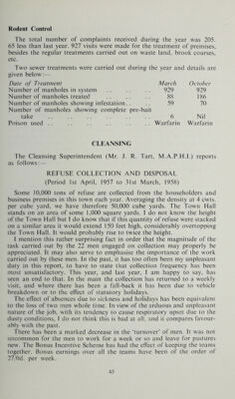 Rodent Control
The total number of complaints received during the year was 205.
65 less than last year. 927 visits were made for the treatment of premises,
besides the regular treatments carried out on waste land, brook courses,
etc.
Two sewer treatments were carried out during the year and details are
given below:—
Date of Treatment March October
Number of manholes in system .. .. .. 929 929
Number of manholes treated .. .. .. 88 186
Number of manholes showing infestation .. .. 59 70
Number of manholes showing complete pre-bait
take .. .. .. .. .. 6 Nil
Poison used .. .. .. .. .. Warfarin Warfarin
CLEANSING
The Cleansing Superintendent (Mr. J. R. Tart, M.A.P.H.I.) reports
as follows:—
REFUSE COLLECTION AND DISPOSAL
(Period 1st April, 1957 to 31st March, 1958)
Some 10,000 tons of refuse are collected from the householders and
business premises in this town each year. Averaging the density at 4 cwts.
per cube yard, we have therefore 50,000 cube yards. The Town Hall
stands on an area of some 1,000 square yards. I do not know the height
of the Town Hall but I do know that if this quantity of refuse were stacked
on a similar area it would extend 150 feet high, considerably overtopping
the Town Hall. It would probably rise to twice the height.
I mention this rather surprising fact in order that the magnitude of the
task carried out by the 22 men engaged on collection may properly be
appreciated. It may also serve to emphasise the importance of the work
carried out by these men. In the past, it has too often been my unpleasant
duty in this report, to have to state that collection frequency has been
most unsatisfactory. This year, and last year, I am happy to say, has
seen an end to that. In the main the collection has returned to a weekly
visit, and where there has been a fall-back it has been due to vehicle
breakdown or to the effect of statutory holidays.
The effect of absences due to sickness and holidays has been equivalent
to the loss of two men whole time. In view of the arduous and unpleasant
nature of the job, with its tendency to cause respiratory upset due to the
dusty conditions, I do not think this is bad at all, and it compares favour-
ably with the past.
There has been a marked decrease in the 'turnover' of men. It was not
uncommon for the men to work for a week or so and leave for pastures
new. The Bonus Incentive Scheme has had the effect of keeping the teams
together. Bonus earnings over all the teams have been of the order of
27/0d. per week.